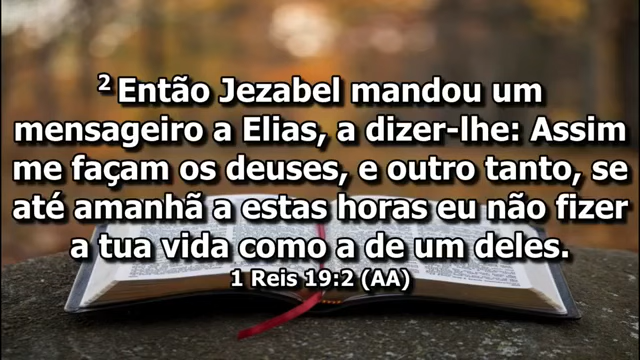 2 Então Jezabel mandou um
mensageiro a Elias, a dizer-lhe: Assim
me façam os deuses, e outro tanto, se
até amanhã a estas horas eu não fizer
a tua vida como a de um deles.
1 Reis 19:2 (AA)